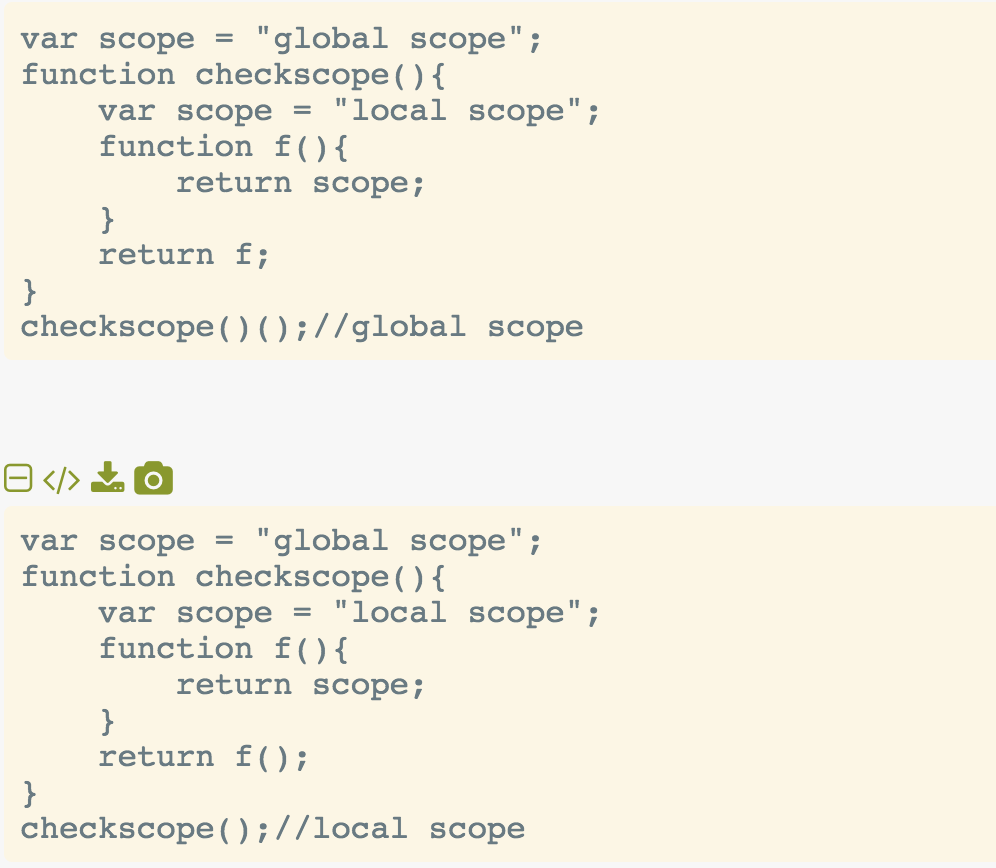 var scope = "global scope";
function checkscope(){
    var scope = "local scope";
    function f(){
        return scope;
    }
    return f;
}
checkscope()();//global scope
</>
var scope = "global scope";
function checkscope(){
    var scope = "local scope";
    function f(){
        return scope;
    }
    return f();
}
checkscope();//local scope